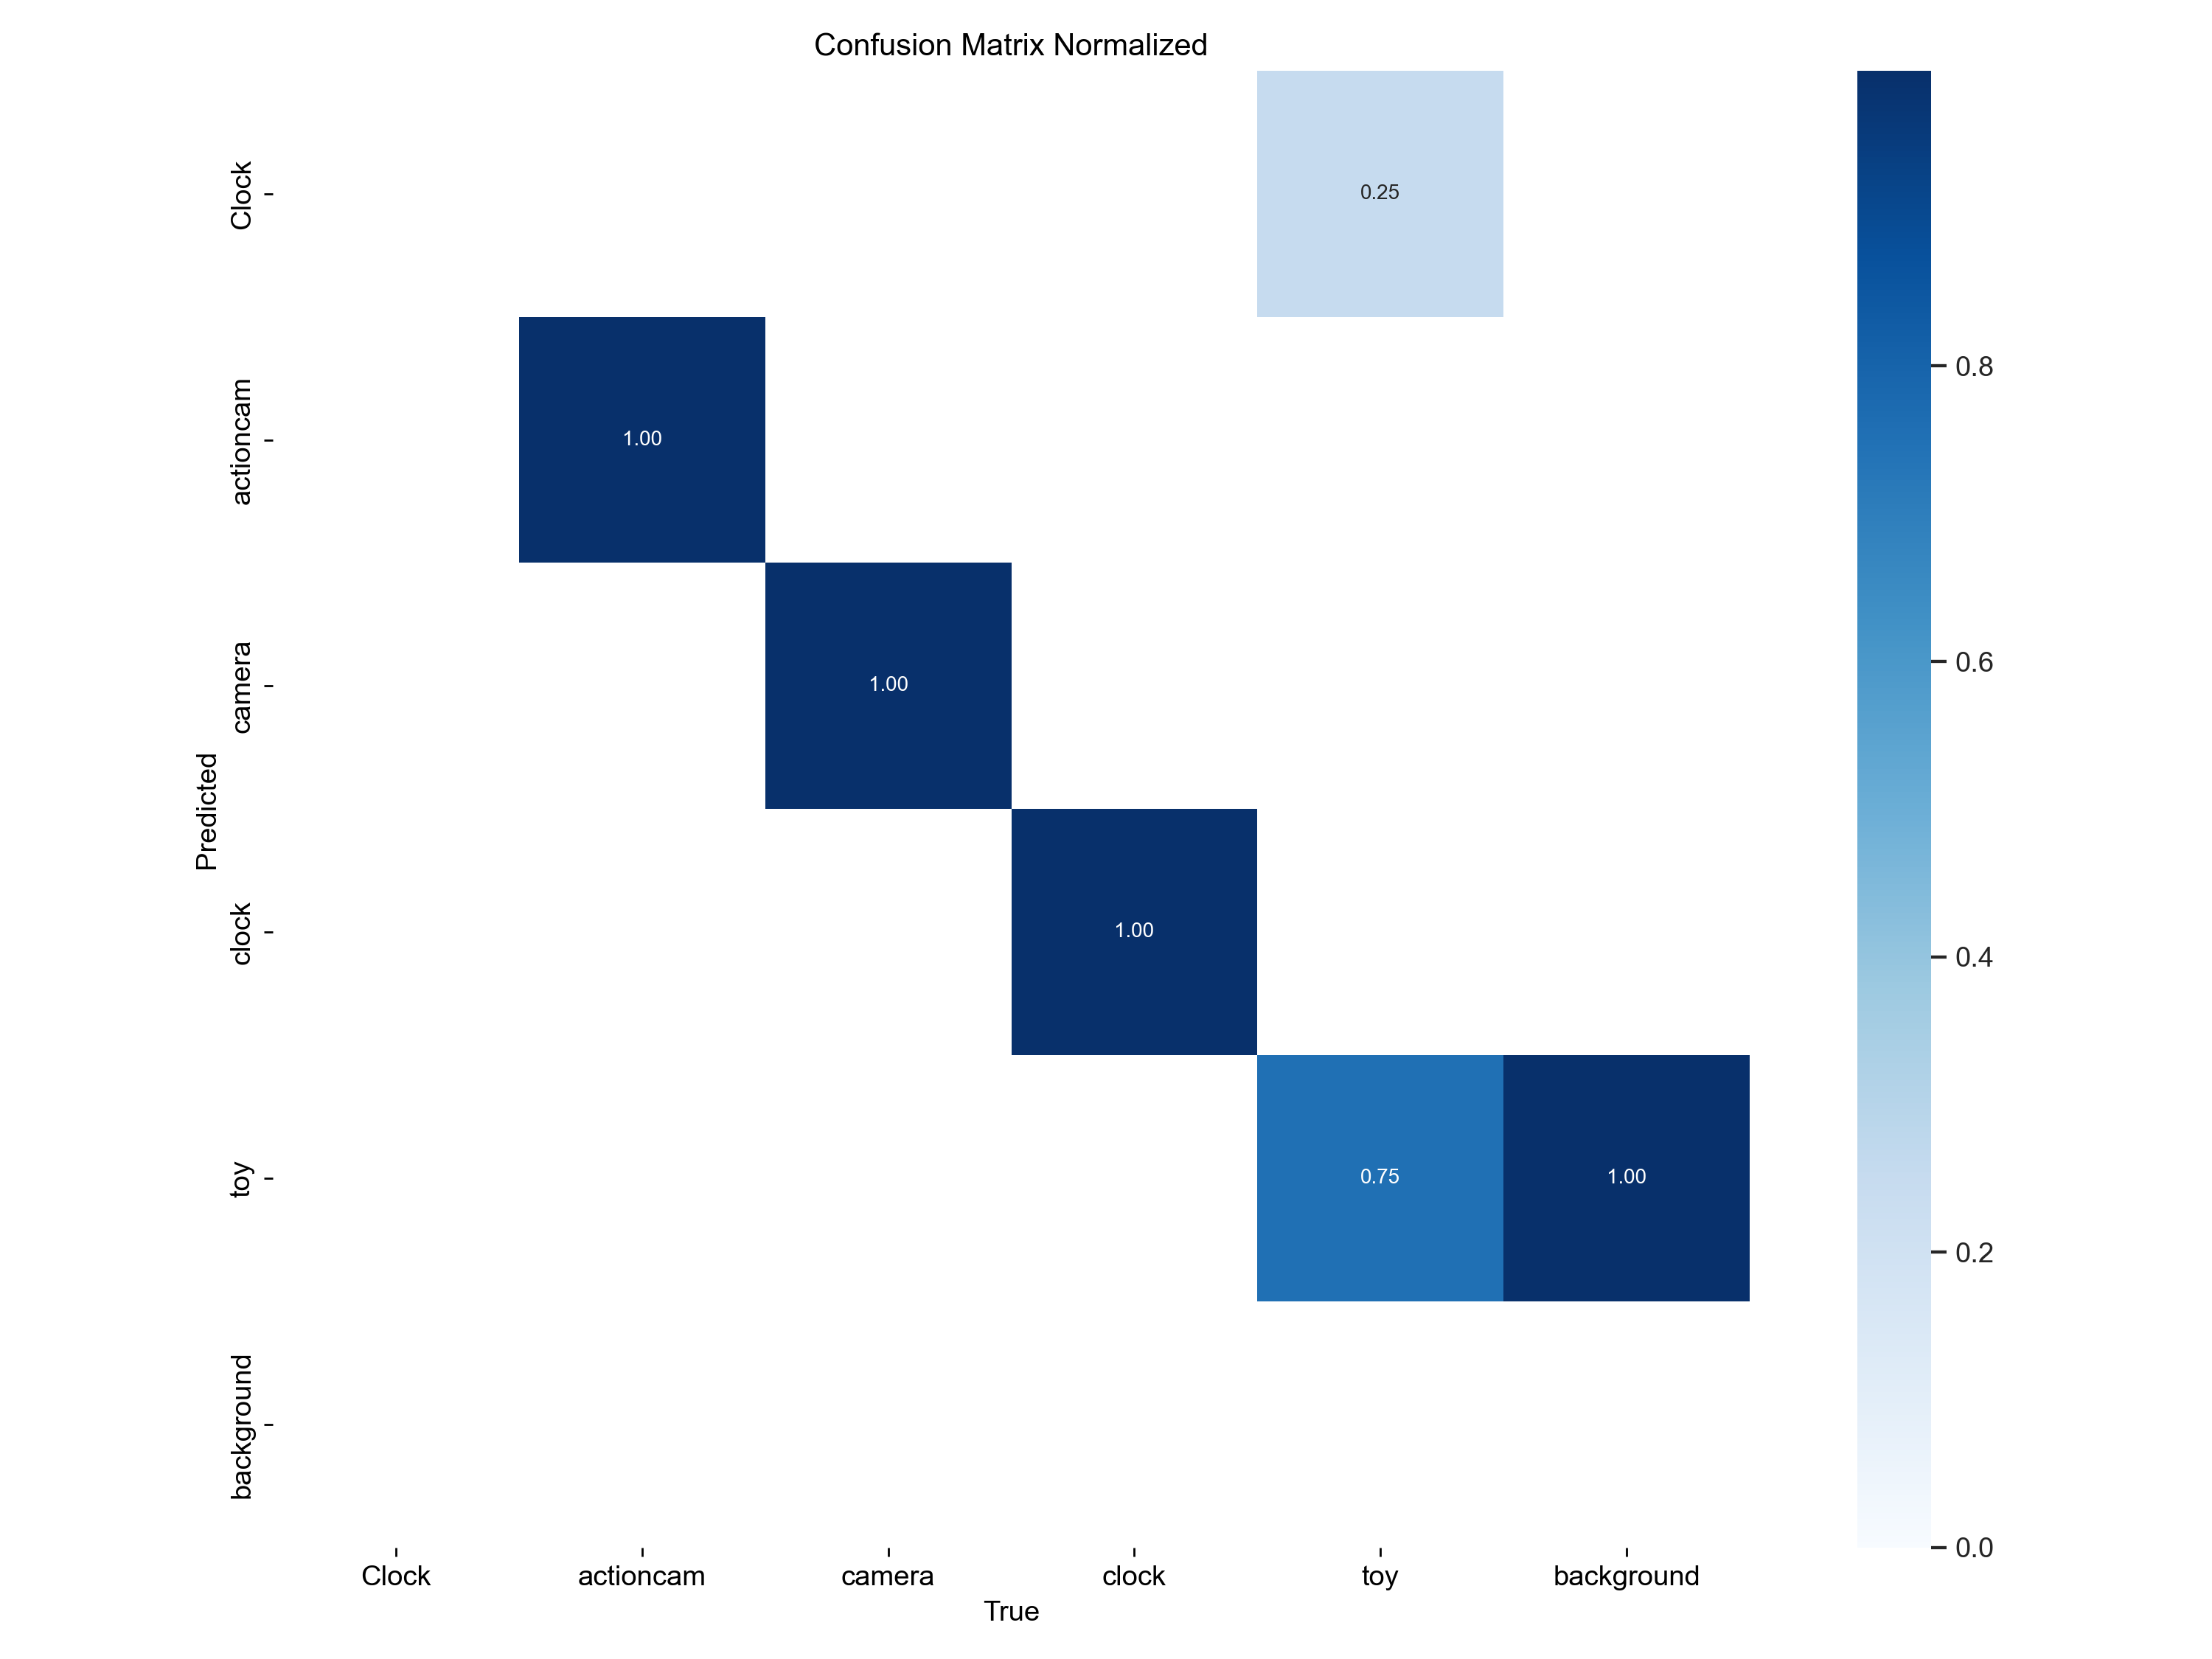 Confusion Matrix Normalized
Clock
0.25
actioncam
1.00
0.8
camera
1.00
0.6
Predicted
clock
1.00
0.4
toy
0.75
1.00
0.2
background
0.0
Clock
actioncam
camera
clock
toy
background
True